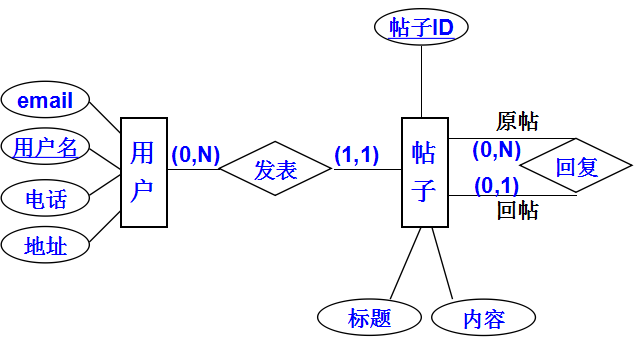 帖子ID
email
用户名
电话
地址
用户
(0,N)
发表
(1,1)
帖子
原帖
(0,N)
回复
(0,1)
回帖
标题
内容